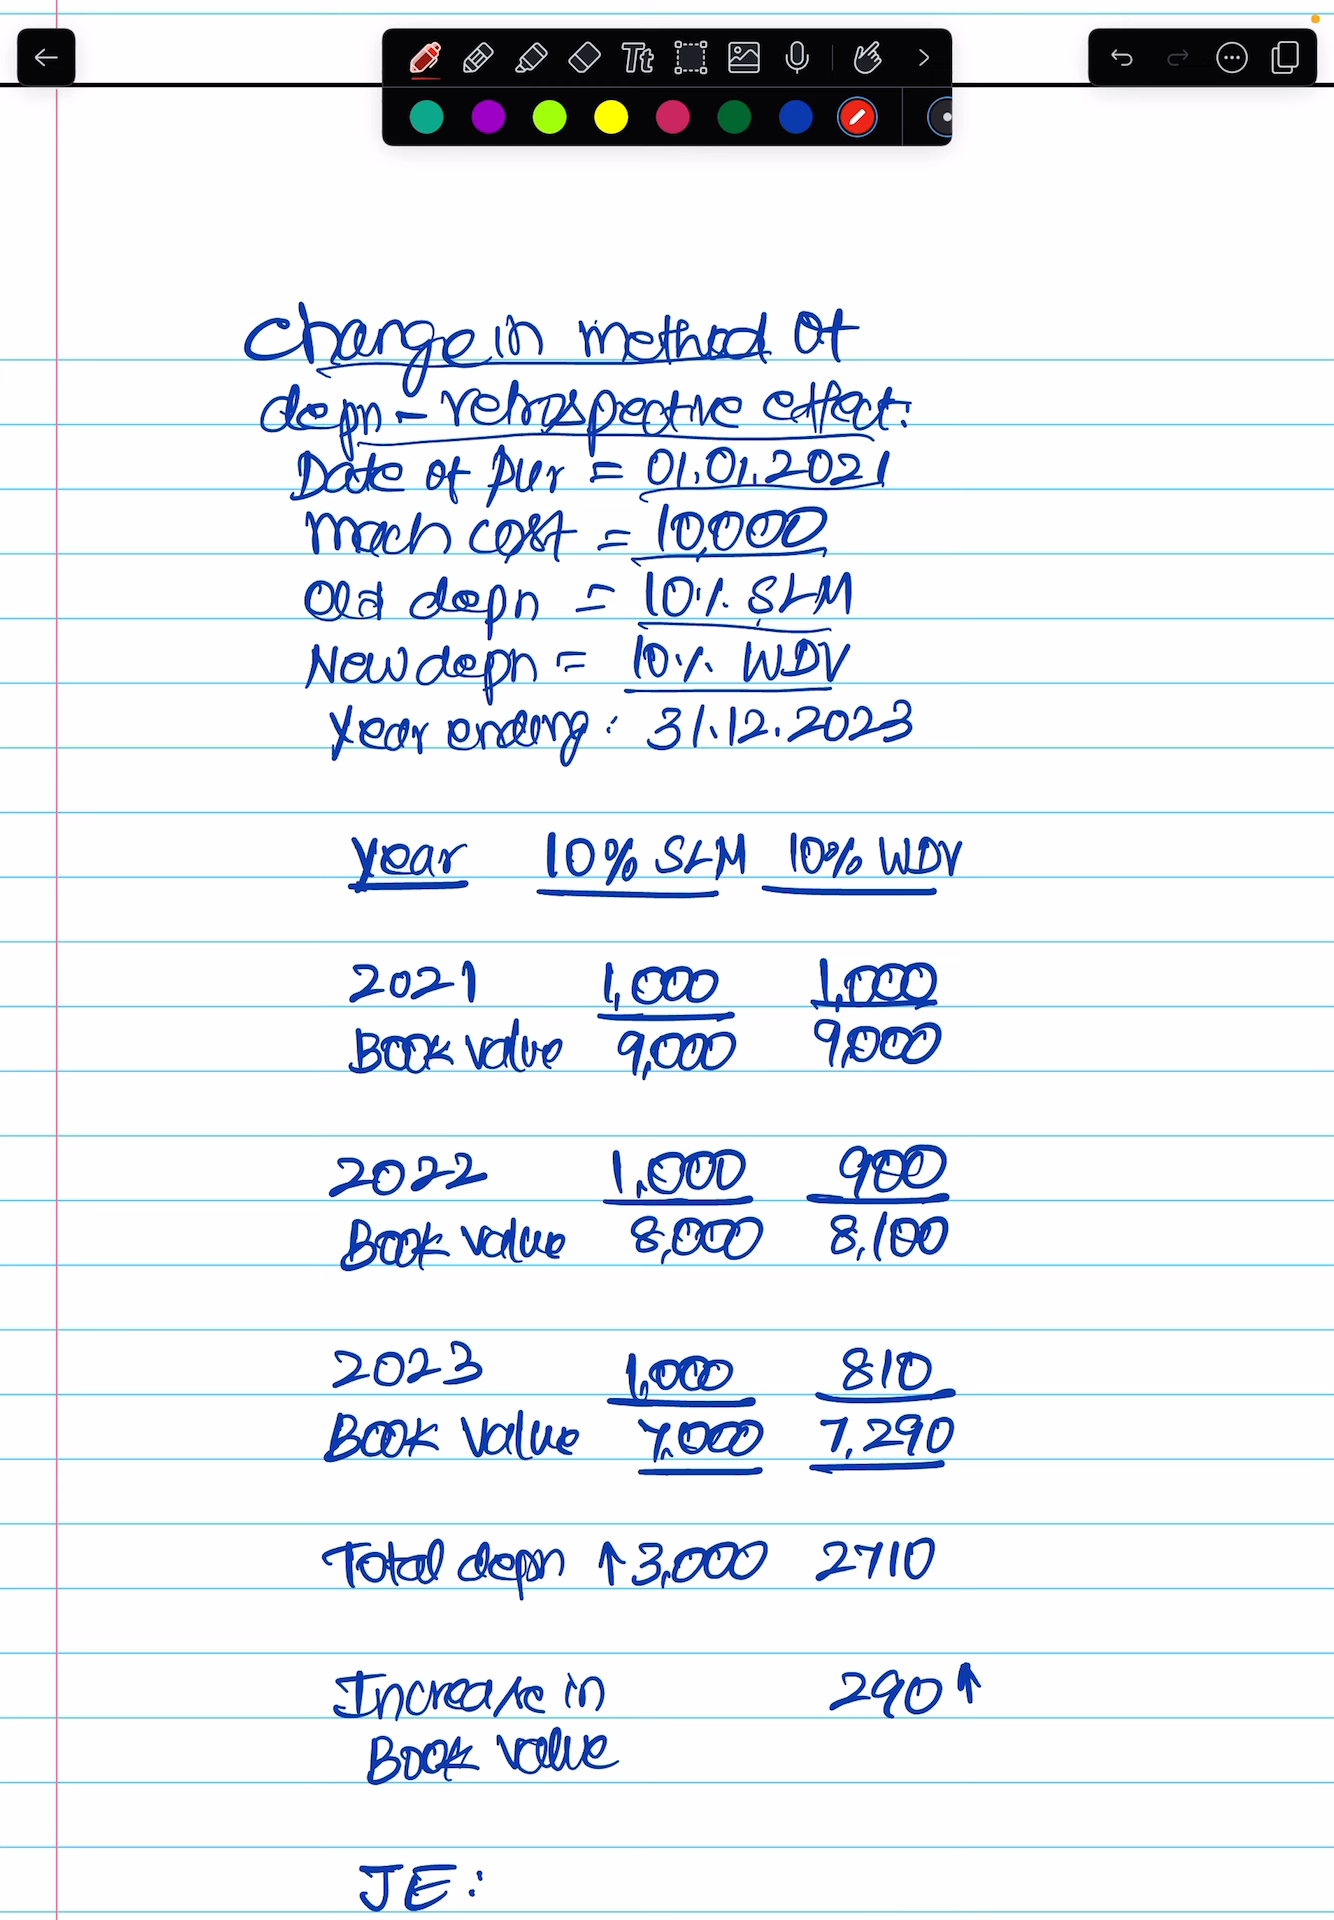 Tt
Change in method of
depn - retrospective effect:
Date of pur = 01.01.2021
Mach cost = 10,000
Old depn = 10% SLM
New depn = 10% WDV
Year ending: 31.12.2023
Year 10% SLM 10% WDV
2021 1,000 1,000
Book value 9,000 9,000
2022 1,000 900
Book value 8,000 8,100
2023 1,000 810
Book Value 7,000 7,290
Total depn ↑ 3,000 2710
Increase in 290 ↑
Book value
JE: